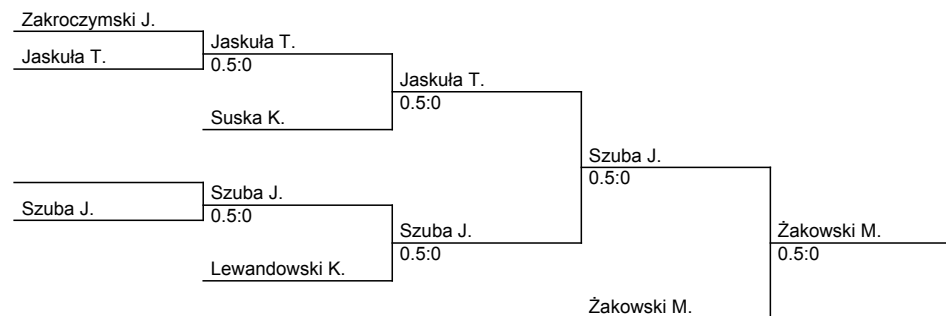 Zakroczymski J.
Jaskuła T.
Jaskuła T.
0.5:0
Jaskuła T.
0.5:0
Suska K.
Szuba J.
0.5:0
Szuba J.
0.5:0
Szuba J.
Szuba J.
0.5:0
Żakowski M.
0.5:0
Lewandowski K.
Żakowski M.